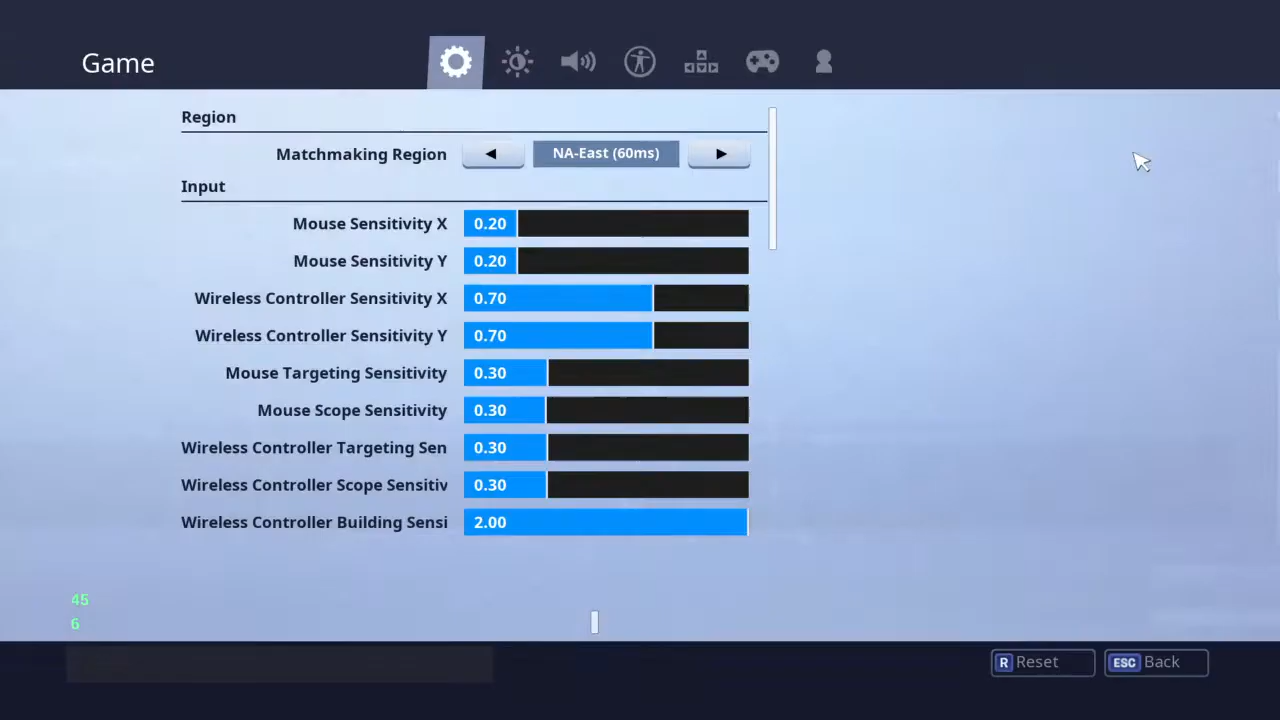 Game
Region
Matchmaking Region NA-East (60ms)
Input
Mouse Sensitivity X 0.20
Mouse Sensitivity Y 0.20
Wireless Controller Sensitivity X 0.70
Wireless Controller Sensitivity Y 0.70
Mouse Targeting Sensitivity 0.30
Mouse Scope Sensitivity 0.30
Wireless Controller Targeting Sen 0.30
Wireless Controller Scope Sensitiv 0.30
Wireless Controller Building Sensi 2.00
45
6
R Reset ESC Back